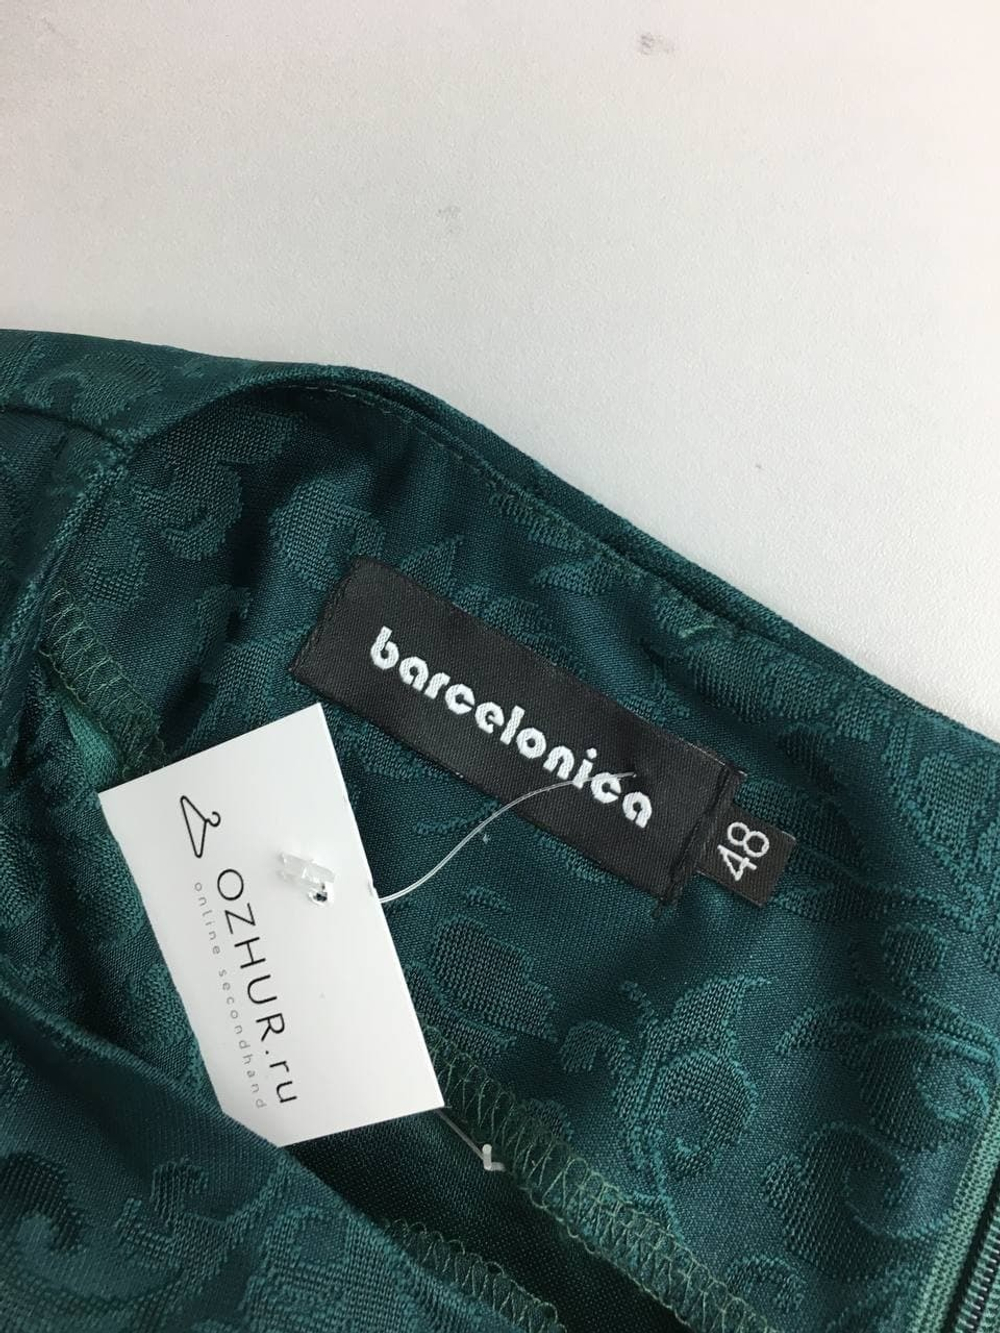 barcelonica
48
OZHUR.ru
online secondhand